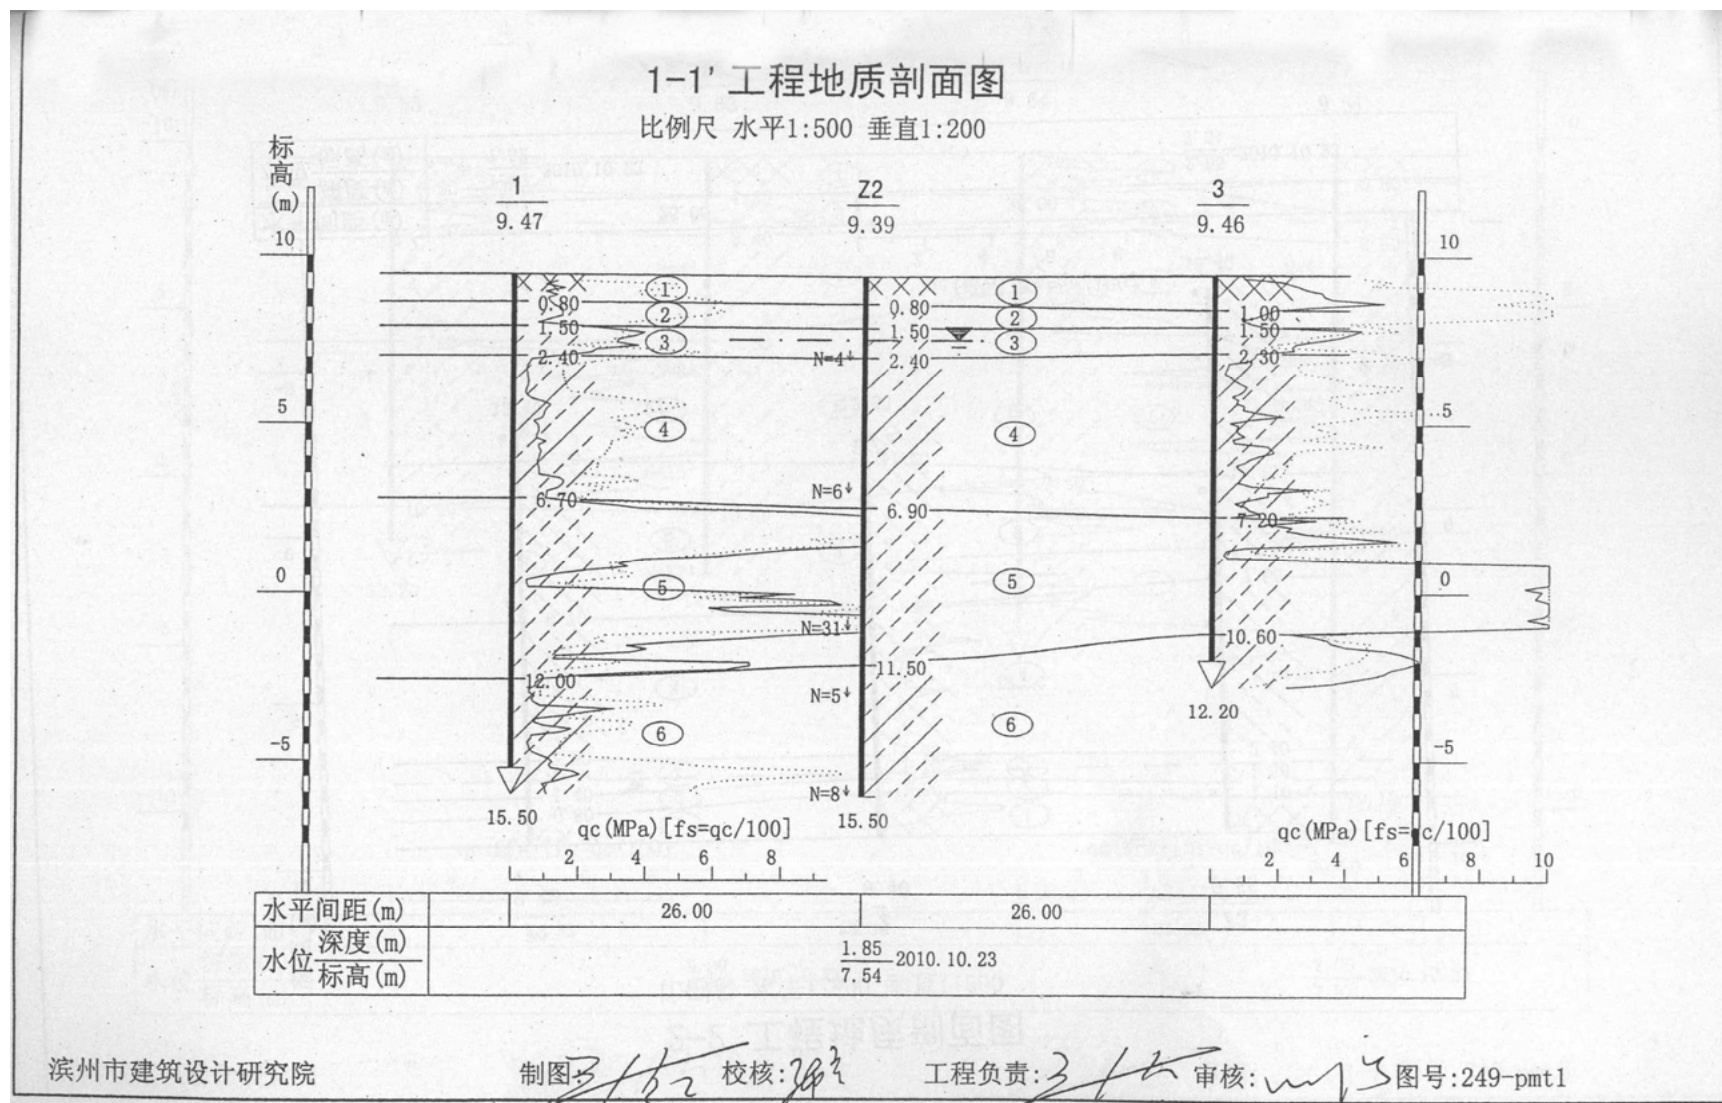 1-1' 工程地质剖面图
比例尺 水平1:500 垂直1:200
标高(m)
1
9.47
Z2
9.39
3
9.46
10
10
①
①
0.80
0.80
1.00
②
②
1.50
1.50
1.50
③
③
2.40
N=4
2.40
2.30
5
5
④
④
N=6
6.70
6.90
7.20
0
0
⑤
⑤
N=31
10.60
11.50
12.00
N=5
12.20
⑥
⑥
-5
-5
N=8
15.50
15.50
qc(MPa)[fs=qc/100]
qc(MPa)[fs=qc/100]
2 4 6 8
2 4 6 8 10
水平间距(m) 26.00 26.00
水位 深度(m) 1.85
标高(m) 7.54 2010.10.23
滨州市建筑设计研究院 制图: 校核: 工程负责: 审核: 图号:249-pmt1